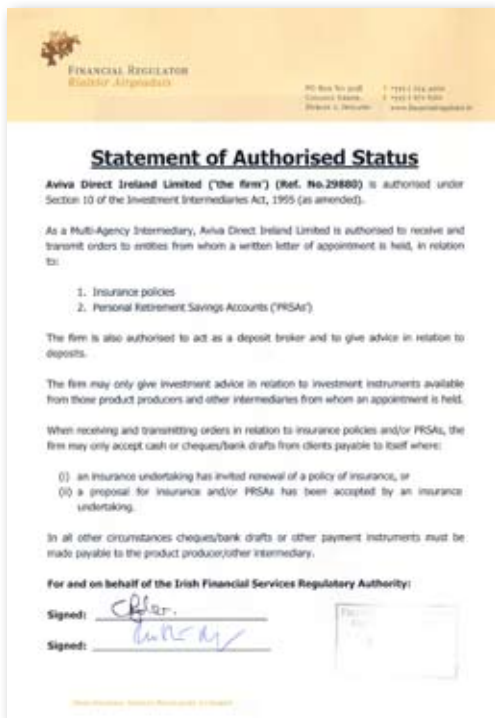 FINANCIAL REGULATOR
Rialtóir Airgeadais
Statement of Authorised Status
Aviva Direct Ireland Limited ('the firm') (Ref. No.29880) is authorised under
Section 10 of the Investment Intermediaries Act, 1955 (as amended).
As a Multi-Agency Intermediary, Aviva Direct Ireland Limited is authorised to receive and
transmit orders to entities from whom a written letter of appointment is held, in relation
to:
1. Insurance policies
2. Personal Retirement Savings Accounts ('PRSAs')
The firm is also authorised to act as a deposit broker and to give advice in relation to
deposits.
The firm may only give investment advice in relation to investment instruments available
from those product producers and other intermediaries from whom an appointment is held.
When receiving and transmitting orders in relation to insurance policies and/or PRSAs, the
firm may only accept cash or cheques/bank drafts from clients payable to itself where:
(i) an insurance undertaking has invited renewal of a policy of insurance, or
(ii) a proposal for insurance and/or PRSAs has been accepted by an insurance
undertaking.
In all other circumstances cheques/bank drafts or other payment instruments must be
made payable to the product producer/other intermediary.
For and on behalf of the Irish Financial Services Regulatory Authority:
Signed:
Signed: